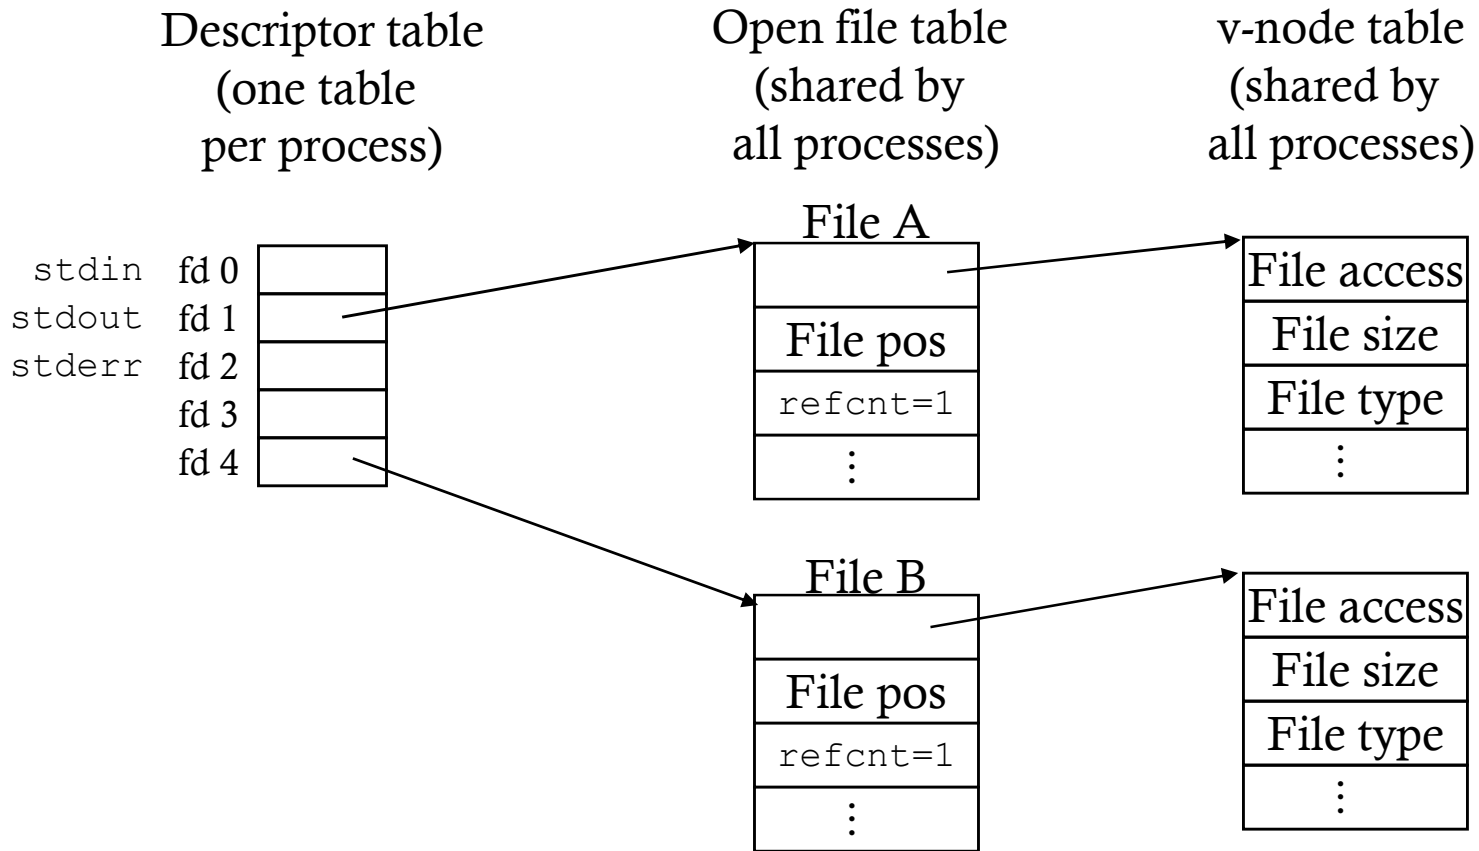 Descriptor table
(one table
per process)
Open file table
(shared by
all processes)
v-node table
(shared by
all processes)
stdin fd 0
stdout fd 1
stderr fd 2
fd 3
fd 4
File A
File pos
refcnt=1
⋮
File access
File size
File type
⋮
File B
File pos
refcnt=1
⋮
File access
File size
File type
⋮